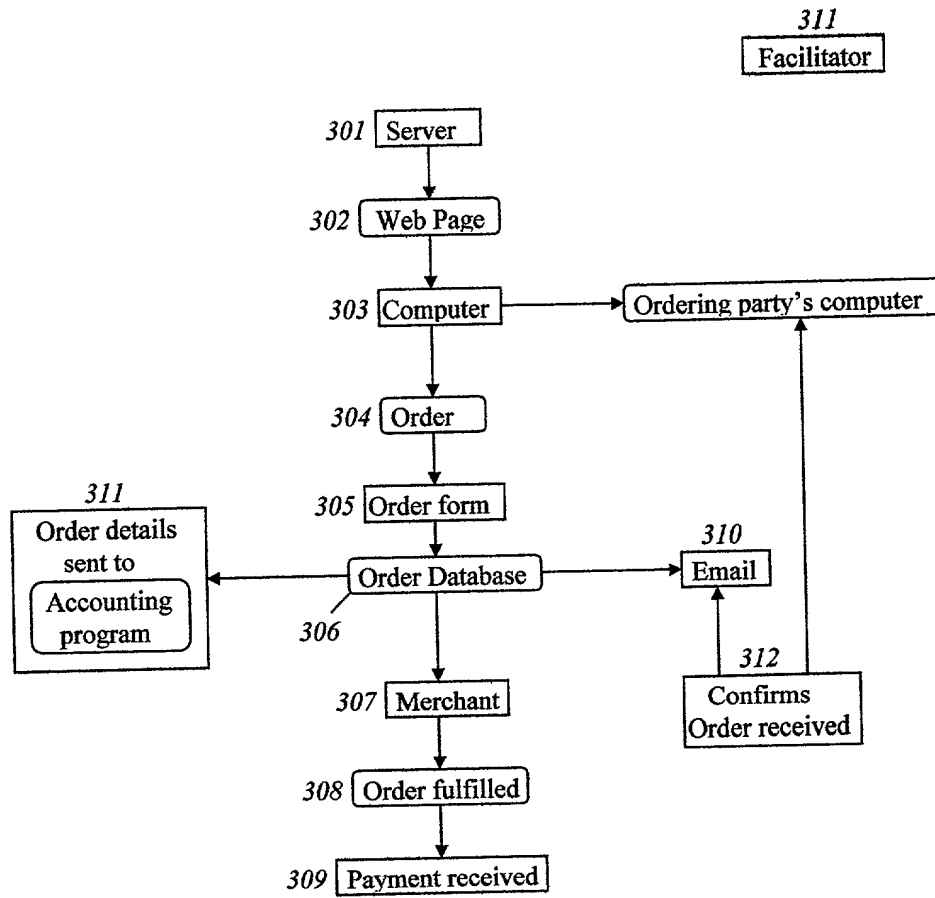 311
Facilitator
301 Server
302 Web Page
303 Computer
Ordering party's computer
304 Order
305 Order form
311
Order details
sent to
Accounting
program
Order Database
306
310
Email
312
Confirms
Order received
307 Merchant
308 Order fulfilled
309 Payment received